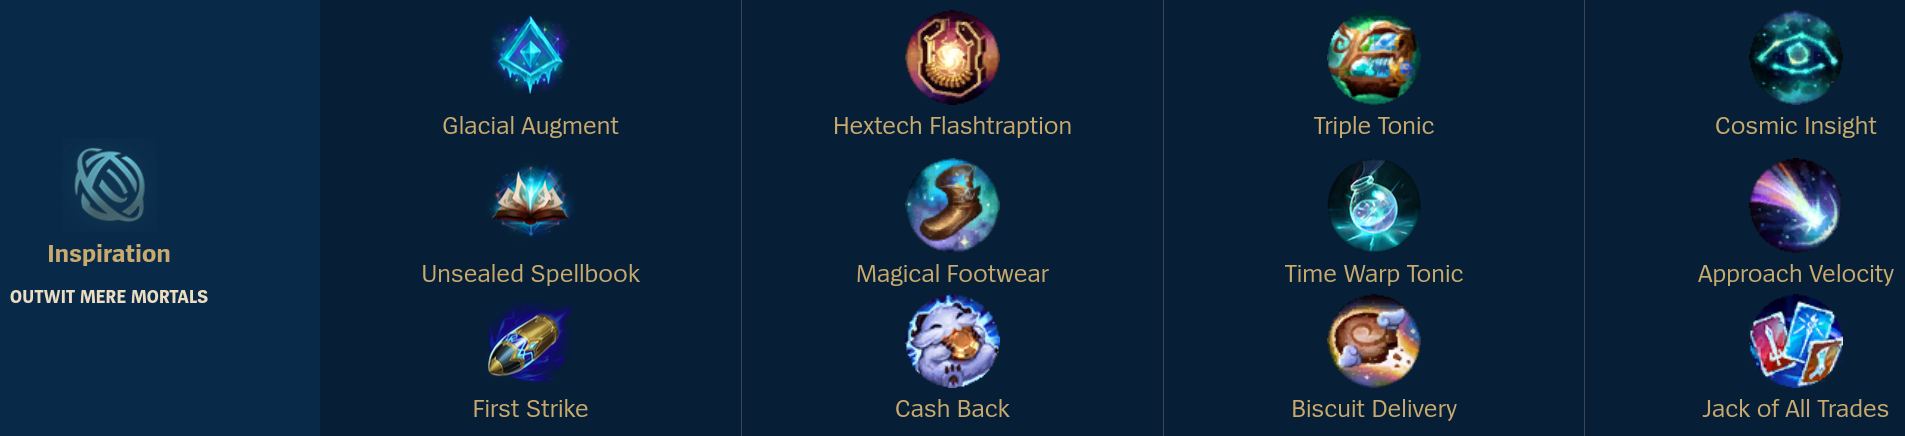 Inspiration
OUTWIT MERE MORTALS
Glacial Augment
Hextech Flashtraption
Triple Tonic
Cosmic Insight
Unsealed Spellbook
Magical Footwear
Time Warp Tonic
Approach Velocity
First Strike
Cash Back
Biscuit Delivery
Jack of All Trades